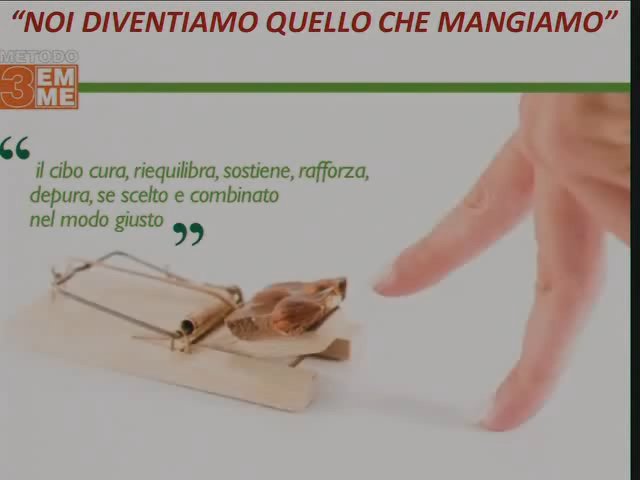 “NOI DIVENTIAMO QUELLO CHE MANGIAMO”
METODO
3 EM
ME
“ il cibo cura, riequilibra, sostiene, rafforza,
depura, se scelto e combinato
nel modo giusto ”